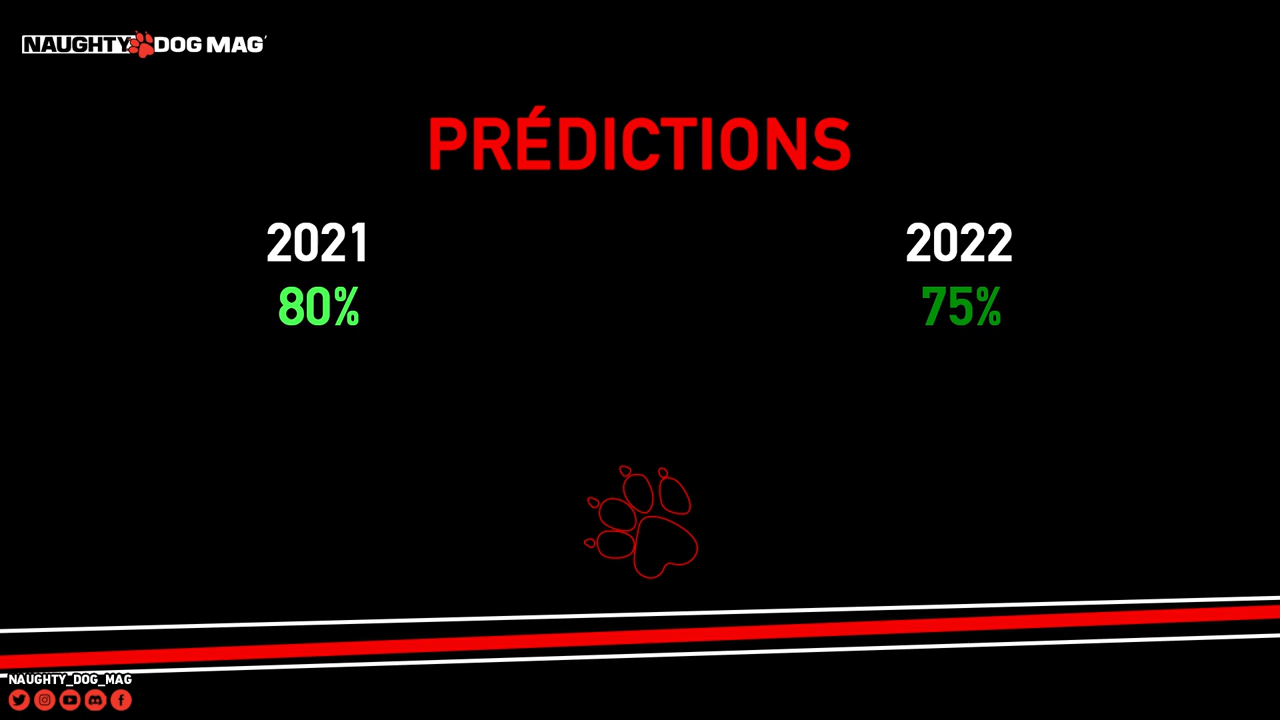 NAUGHTY DOG MAG'
PRÉDICTIONS
2021
2022
80%
75%
NAUGHTY_DOG_MAG